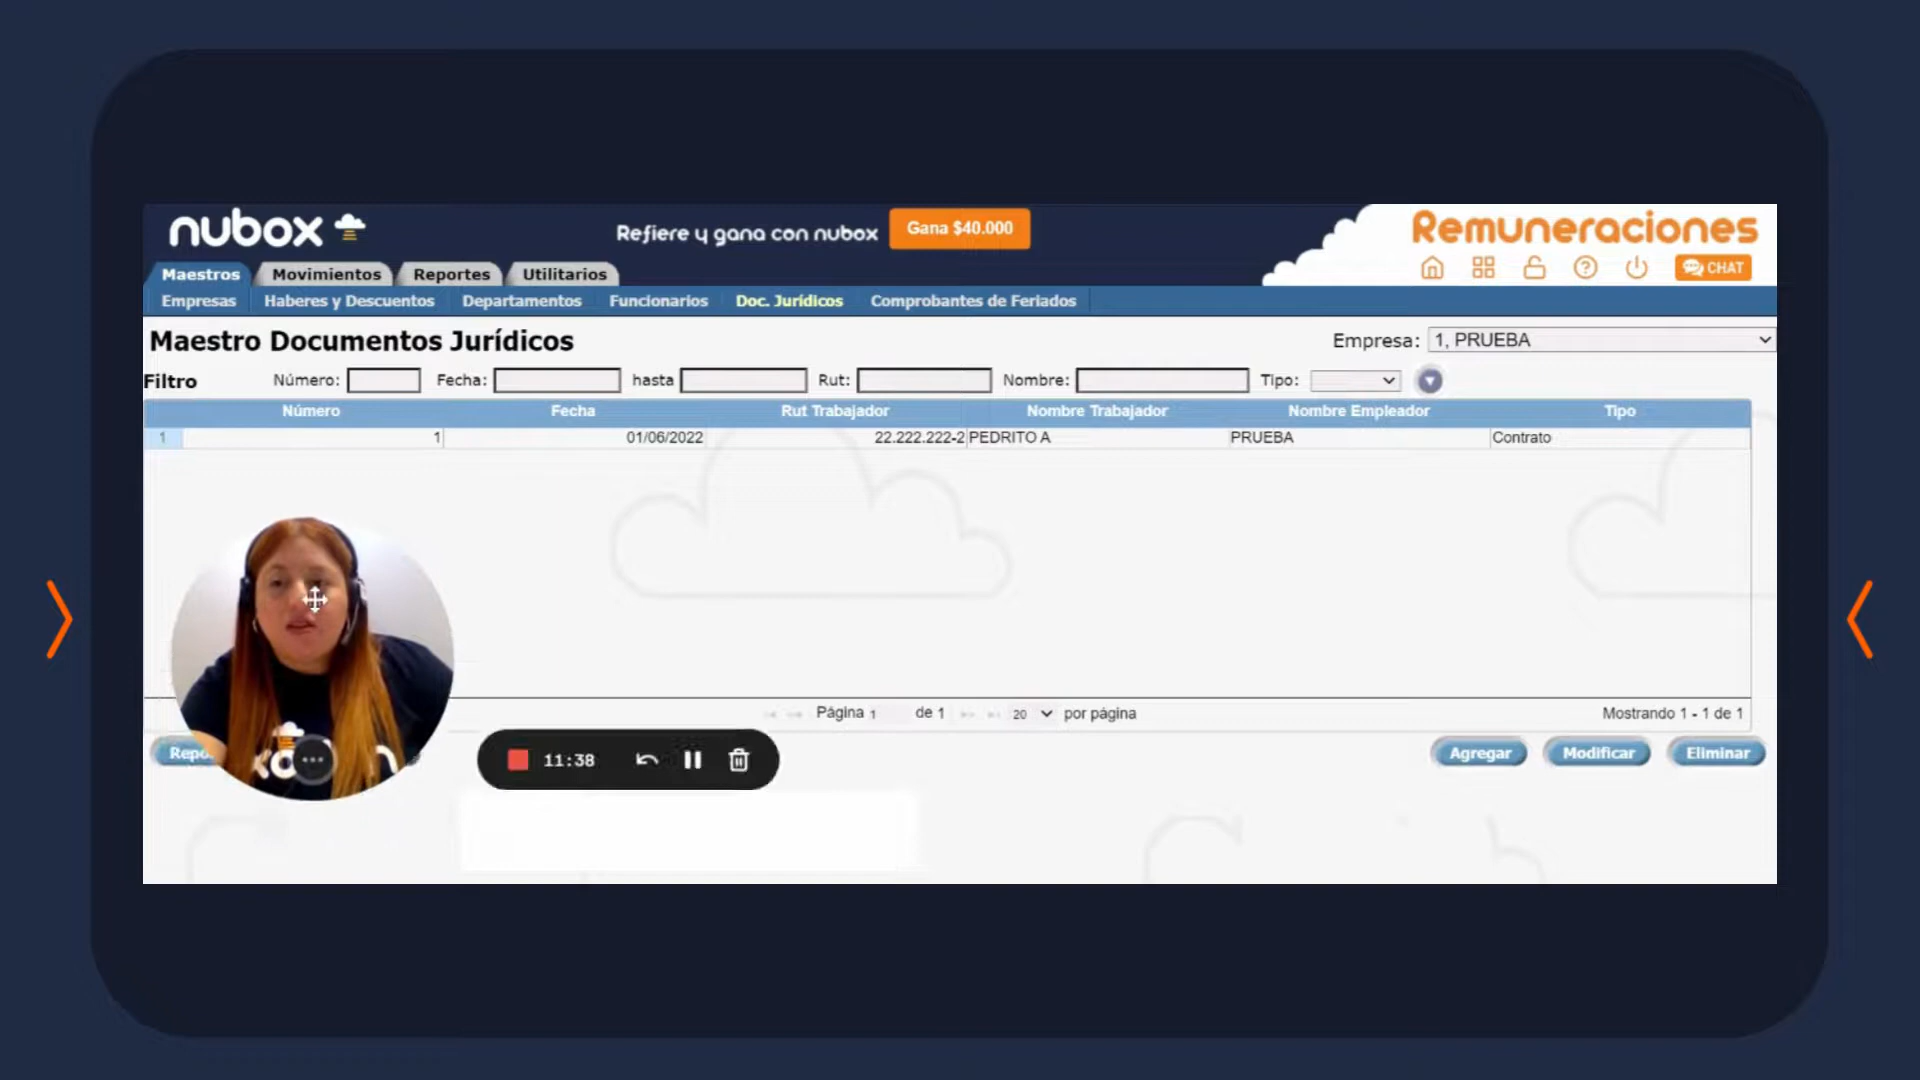 nubox
Refiere y gana con nubox
Gana $40.000
Remuneraciones
CHAT
Maestros
Movimientos
Reportes
Utilitarios
Empresas
Haberes y Descuentos
Departamentos
Funcionarios
Doc. Jurídicos
Comprobantes de Feriados
Maestro Documentos Jurídicos
Empresa: 1, PRUEBA
Filtro Número: Fecha: hasta Rut: Nombre: Tipo:
Número Fecha Rut Trabajador Nombre Trabajador Nombre Empleador Tipo
1 1 01/06/2022 22.222.222-2 PEDRITO A PRUEBA Contrato
Página 1 de 1 20 por página
Mostrando 1 - 1 de 1
Agregar
Modificar
Eliminar
11:38